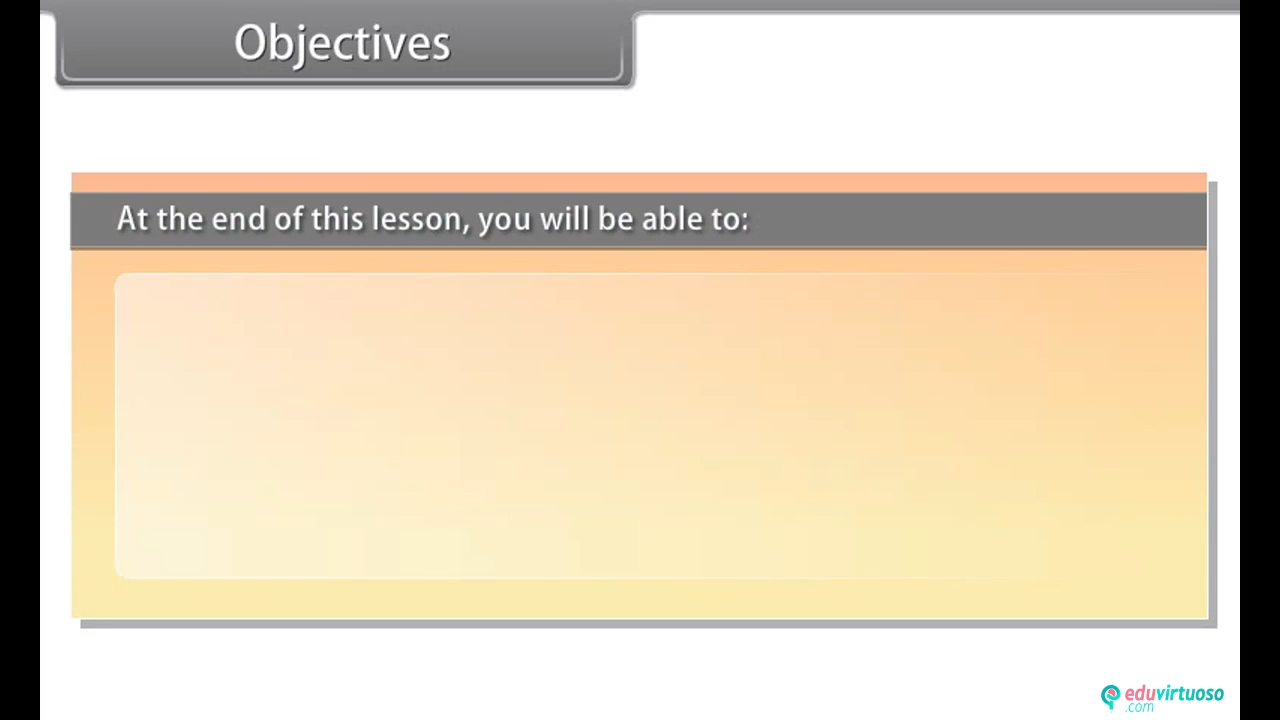 Objectives
At the end of this lesson, you will be able to:
eduvirtuoso
.com